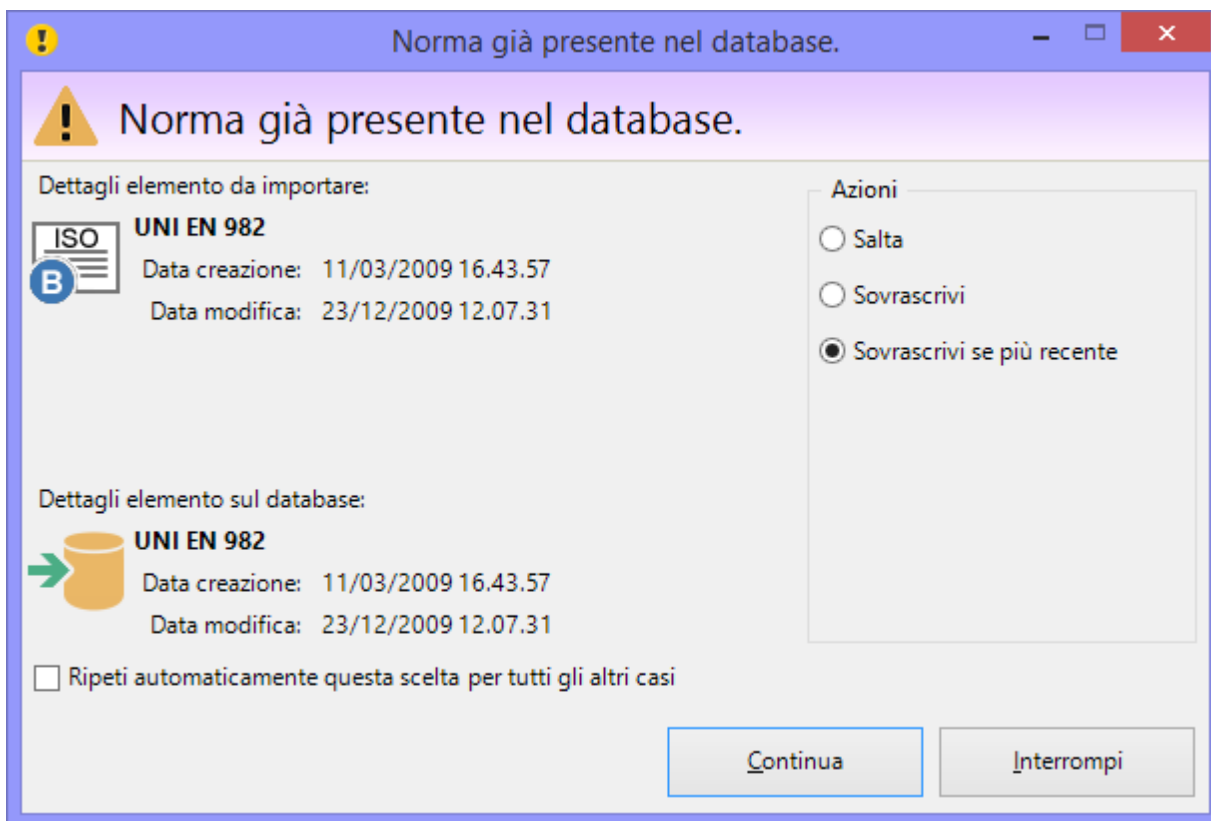 Norma già presente nel database.
Norma già presente nel database.
Dettagli elemento da importare:
ISO
B
UNI EN 982
Data creazione: 11/03/2009 16.43.57
Data modifica: 23/12/2009 12.07.31
Azioni
Salta
Sovrascrivi
Sovrascrivi se più recente
Dettagli elemento sul database:
UNI EN 982
Data creazione: 11/03/2009 16.43.57
Data modifica: 23/12/2009 12.07.31
Ripeti automaticamente questa scelta per tutti gli altri casi
Continua
Interrompi